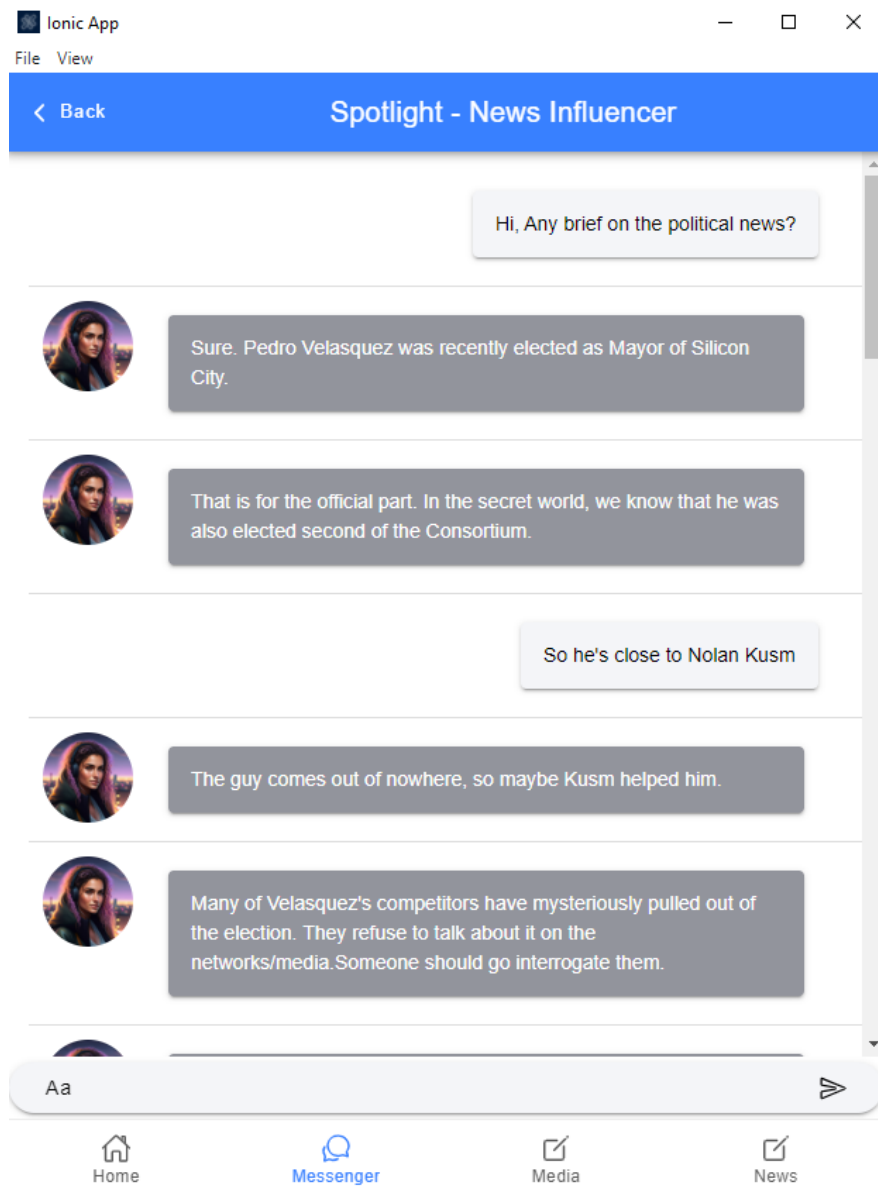 Ionic App
File View
Back
Spotlight - News Influencer
Hi, Any brief on the political news?
Sure. Pedro Velasquez was recently elected as Mayor of Silicon
City.
That is for the official part. In the secret world, we know that he was
also elected second of the Consortium.
So he's close to Nolan Kusm
The guy comes out of nowhere, so maybe Kusm helped him.
Many of Velasquez's competitors have mysteriously pulled out of
the election. They refuse to talk about it on the
networks/media.Someone should go interrogate them.
Aa
Home Messenger Media News